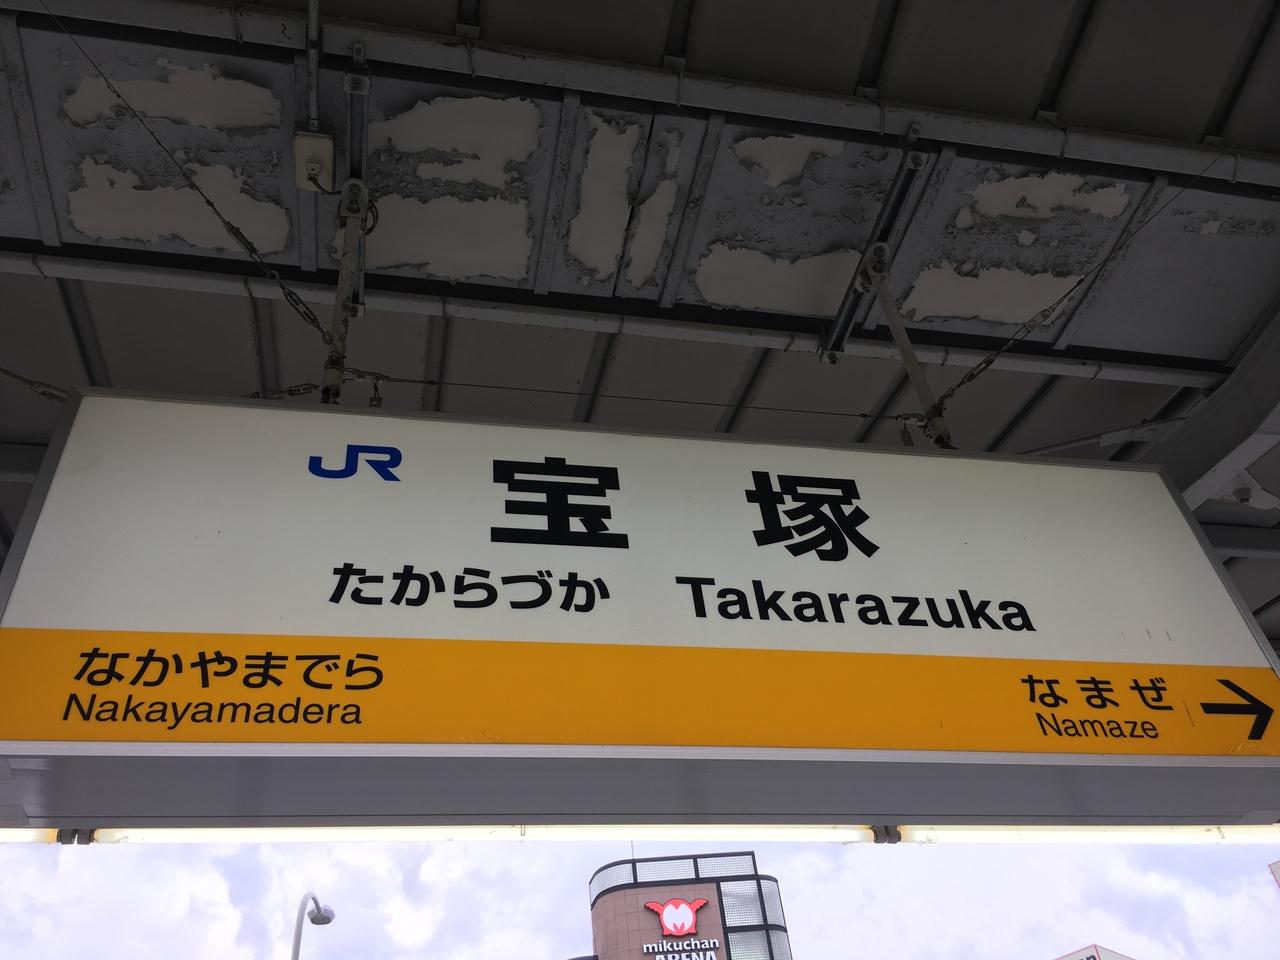 JR 宝塚
たからづか Takarazuka
なかやまでら
Nakayamadera
なまぜ →
Namaze
mikuchan
ARENA